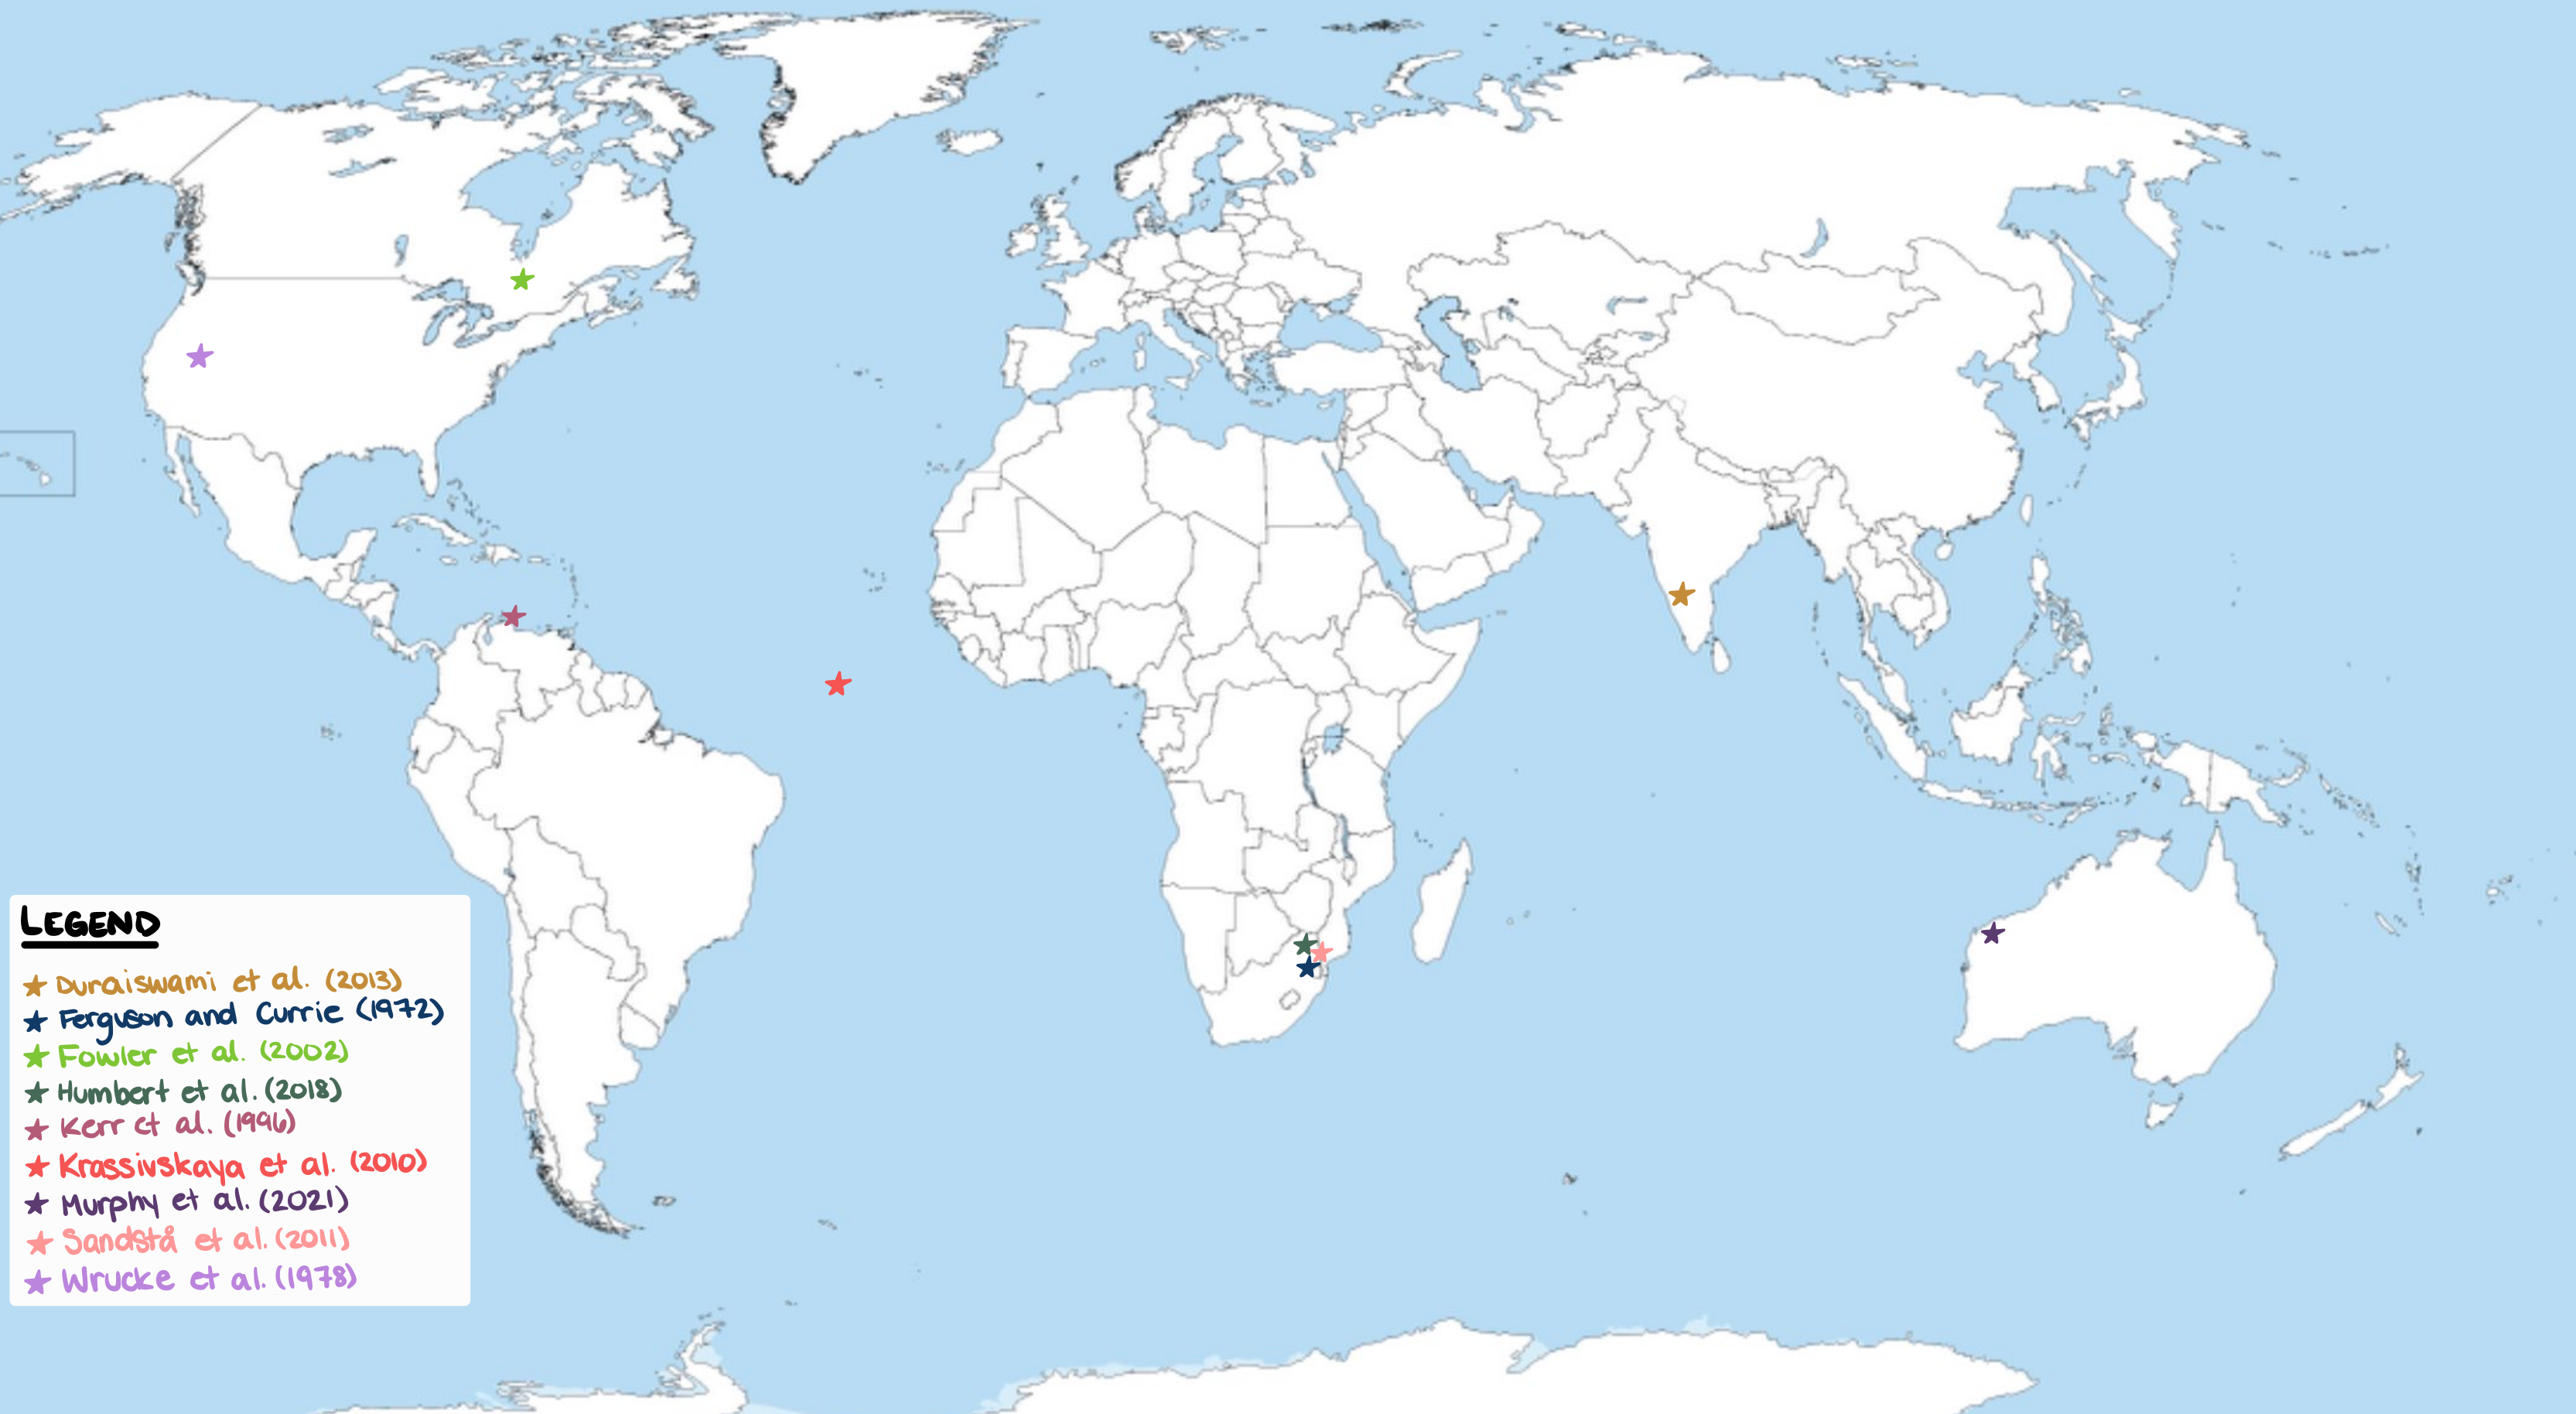 LEGEND
Duraiswami et al. (2013)
Ferguson and Currie (1972)
Fowler et al. (2002)
Humbert et al. (2018)
Kerr et al. (1996)
Krassivskaya et al. (2010)
Murphy et al. (2021)
Sandstå et al. (2011)
Wrucke et al. (1978)